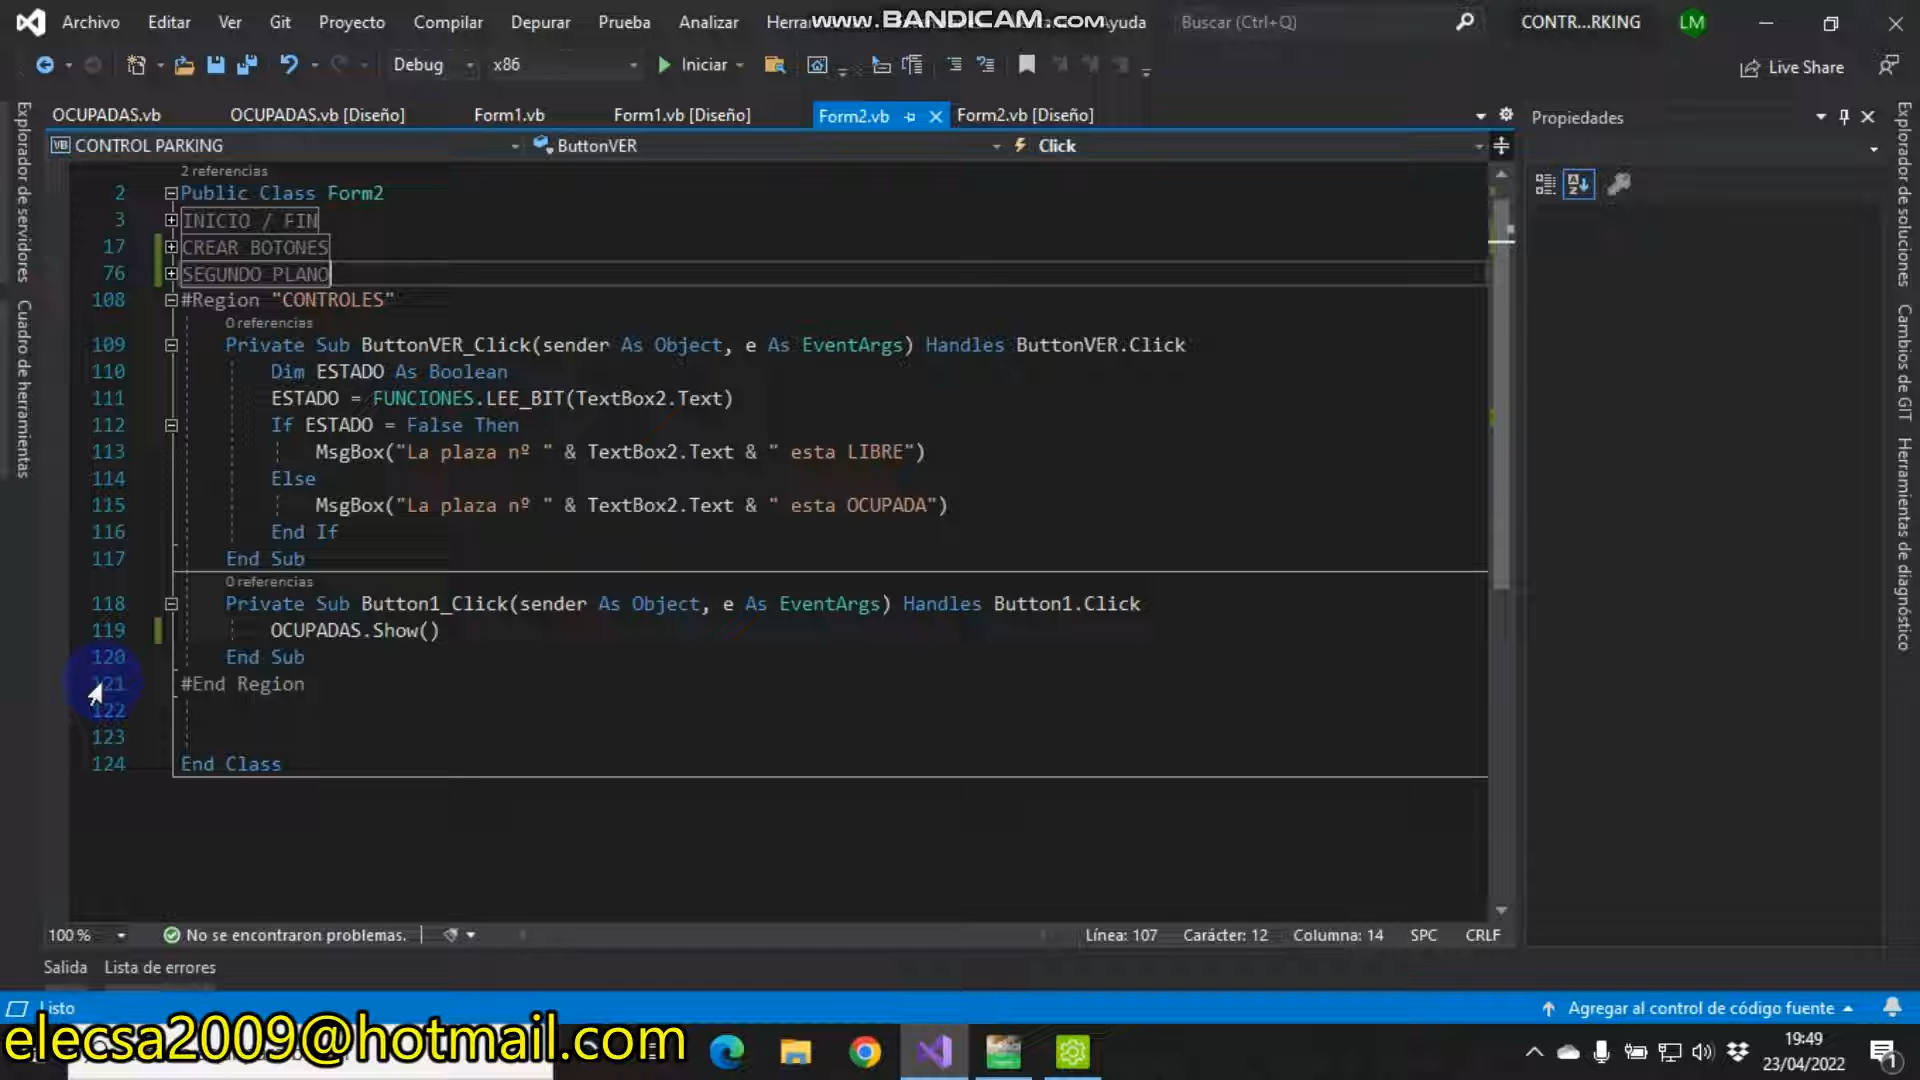 Archivo Editar Ver Git Proyecto Compilar Depurar Prueba Analizar Herra www.BANDICAM.com yuda Buscar (Ctrl+Q) CONTR...RKING LM
Debug x86 Iniciar Live Share
OCUPADAS.vb OCUPADAS.vb [Diseño] Form1.vb Form1.vb [Diseño] Form2.vb Form2.vb [Diseño] Propiedades
VB CONTROL PARKING ButtonVER Click
2 referencias
2 Public Class Form2
3 INICIO / FIN
17 CREAR BOTONES
76 SEGUNDO PLANO
108 #Region "CONTROLES"
0 referencias
109 Private Sub ButtonVER_Click(sender As Object, e As EventArgs) Handles ButtonVER.Click
110 Dim ESTADO As Boolean
111 ESTADO = FUNCIONES.LEE_BIT(TextBox2.Text)
112 If ESTADO = False Then
113 MsgBox("La plaza nº " & TextBox2.Text & " esta LIBRE")
114 Else
115 MsgBox("La plaza nº " & TextBox2.Text & " esta OCUPADA")
116 End If
117 End Sub
0 referencias
118 Private Sub Button1_Click(sender As Object, e As EventArgs) Handles Button1.Click
119 OCUPADAS.Show()
120 End Sub
121 #End Region
122
123
124 End Class
Explorador de servidores
Cuadro de herramientas
Explorador de soluciones
Cambios de GIT
Herramientas de diagnóstico
100 % No se encontraron problemas. Línea: 107 Carácter: 12 Columna: 14 SPC CRLF
Salida Lista de errores
Listo Agregar al control de código fuente
elecsa2009@hotmail.com
19:49
23/04/2022
1